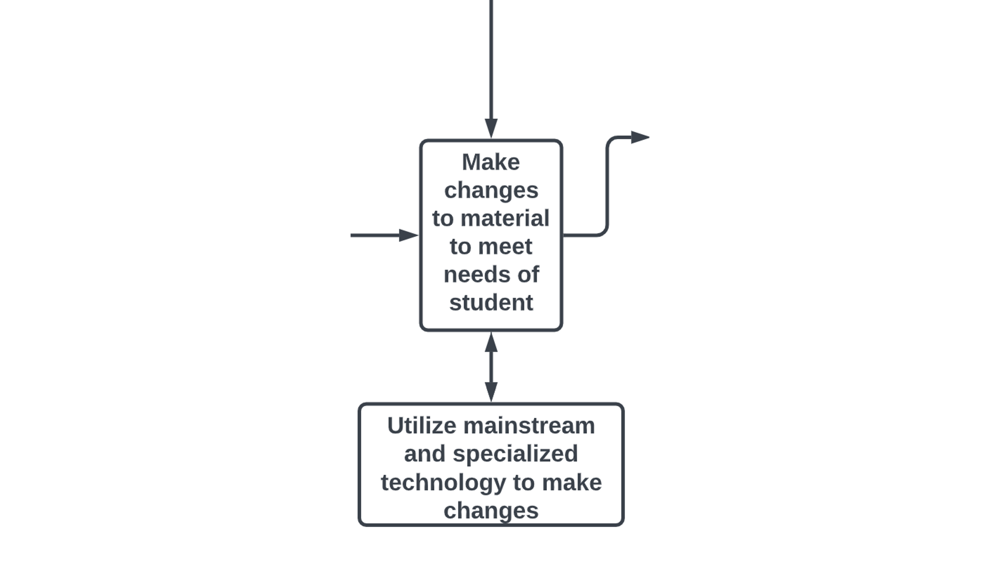 Make
changes
to material
to meet
needs of
student
Utilize mainstream
and specialized
technology to make
changes